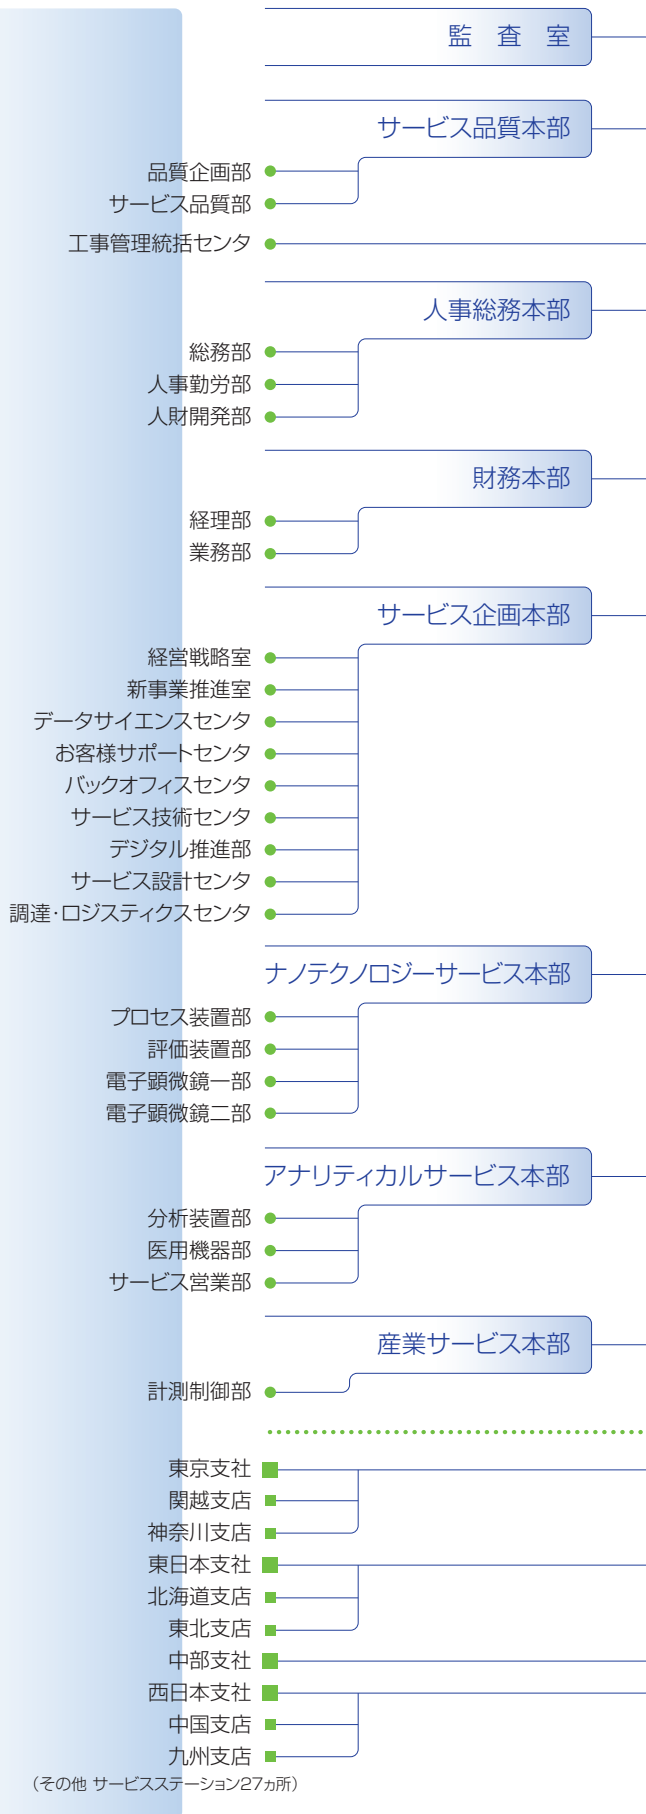 監査室
サービス品質本部
品質企画部
サービス品質部
工事管理統括センタ
人事総務本部
総務部
人事勤労部
人財開発部
財務本部
経理部
業務部
サービス企画本部
経営戦略室
新事業推進室
データサイエンスセンタ
お客様サポートセンタ
バックオフィスセンタ
サービス技術センタ
デジタル推進部
サービス設計センタ
調達・ロジスティクスセンタ
ナノテクノロジーサービス本部
プロセス装置部
評価装置部
電子顕微鏡一部
電子顕微鏡二部
アナリティカルサービス本部
分析装置部
医用機器部
サービス営業部
産業サービス本部
計測制御部
東京支社
関越支店
神奈川支店
東日本支社
北海道支店
東北支店
中部支社
西日本支社
中国支店
九州支店
（その他 サービスステーション27ヵ所）